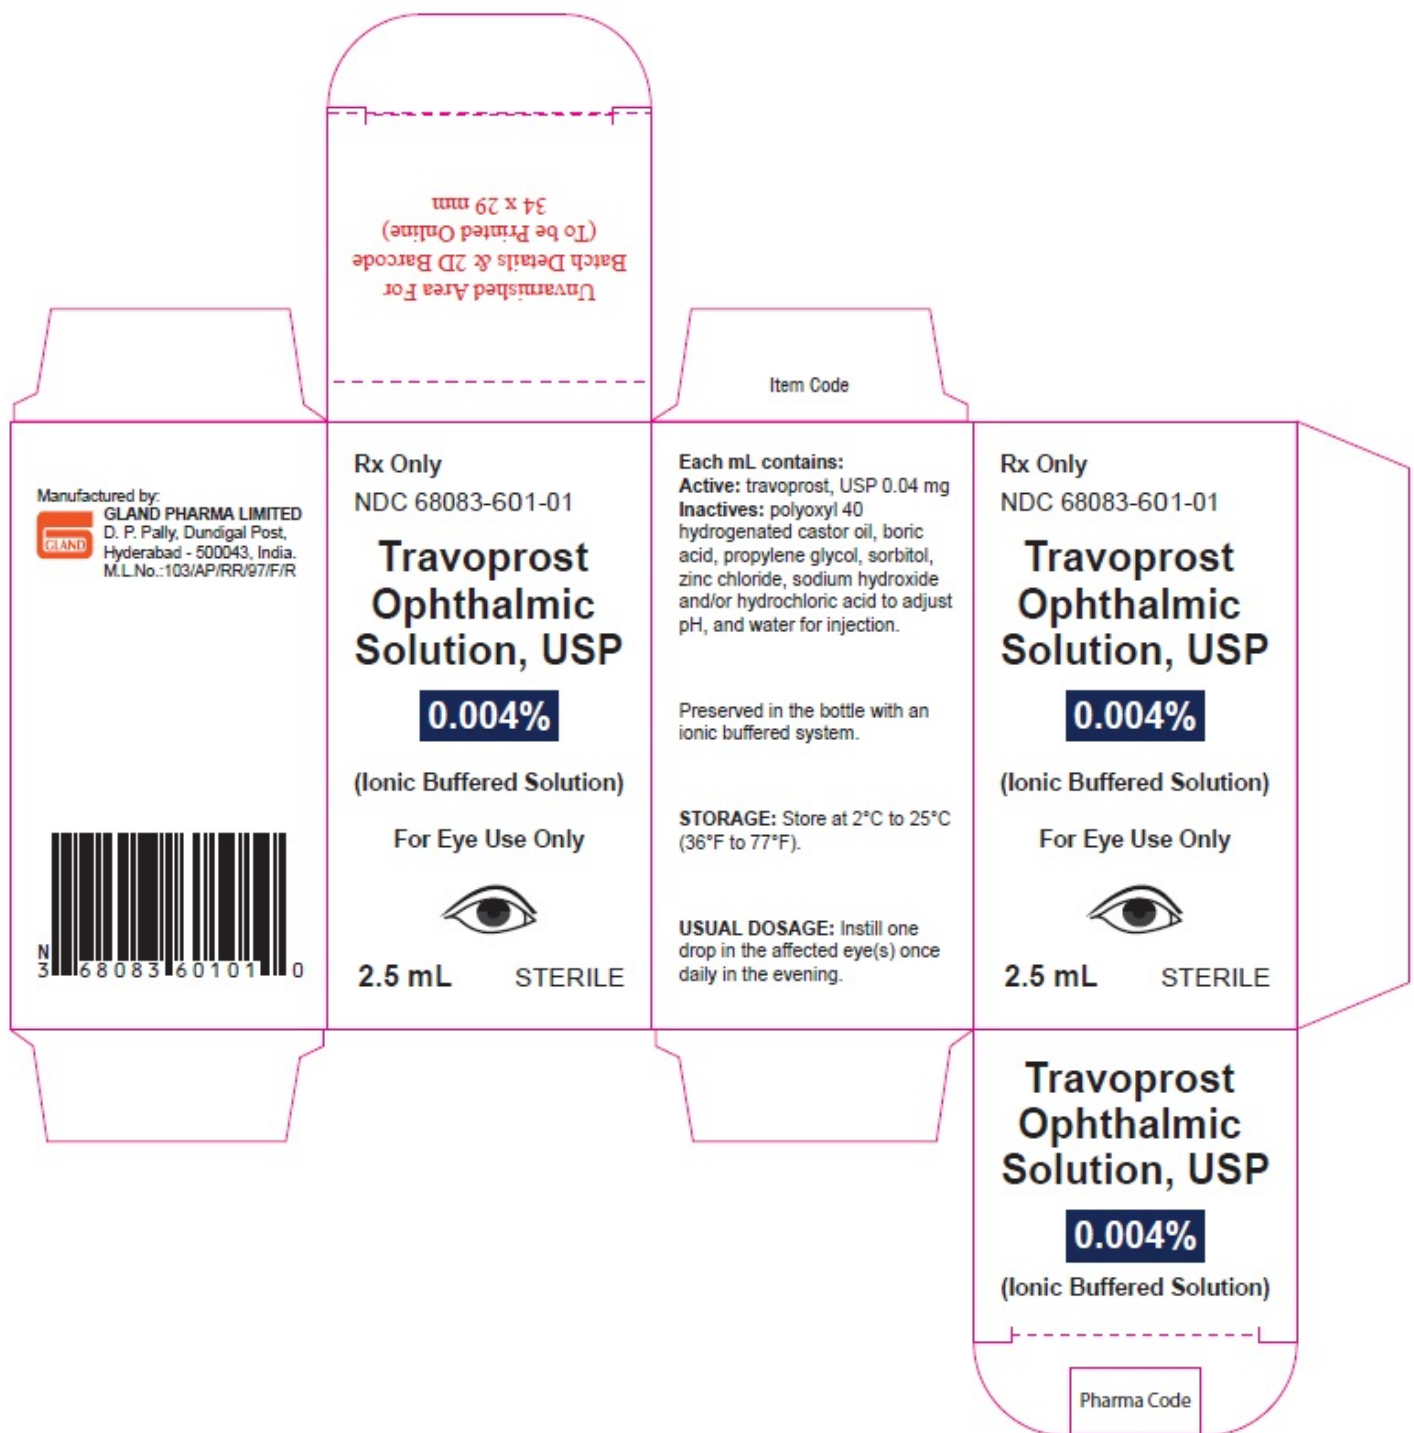 Unvarnished Area For
Batch Details & 2D Barcode
(To be Printed Online)
34 x 29 mm
Item Code
Manufactured by:
GLAND
GLAND PHARMA LIMITED
D. P. Pally, Dundigal Post,
Hyderabad - 500043, India.
M.L.No.:103/AP/RR/97/F/R
N
3 68083 60101 0
Rx Only
NDC 68083-601-01
Travoprost
Ophthalmic
Solution, USP
0.004%
(Ionic Buffered Solution)
For Eye Use Only
2.5 mL STERILE
Each mL contains:
Active: travoprost, USP 0.04 mg
Inactives: polyoxyl 40
hydrogenated castor oil, boric
acid, propylene glycol, sorbitol,
zinc chloride, sodium hydroxide
and/or hydrochloric acid to adjust
pH, and water for injection.
Preserved in the bottle with an
ionic buffered system.
STORAGE: Store at 2°C to 25°C
(36°F to 77°F).
USUAL DOSAGE: Instill one
drop in the affected eye(s) once
daily in the evening.
Rx Only
NDC 68083-601-01
Travoprost
Ophthalmic
Solution, USP
0.004%
(Ionic Buffered Solution)
For Eye Use Only
2.5 mL STERILE
Travoprost
Ophthalmic
Solution, USP
0.004%
(Ionic Buffered Solution)
Pharma Code